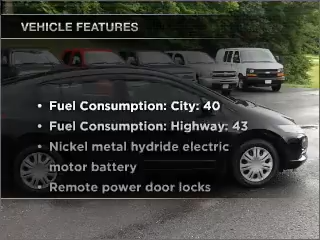 VEHICLE FEATURES
• Fuel Consumption: City: 40
• Fuel Consumption: Highway: 43
• Nickel metal hydride electric
motor battery
• Remote power door locks